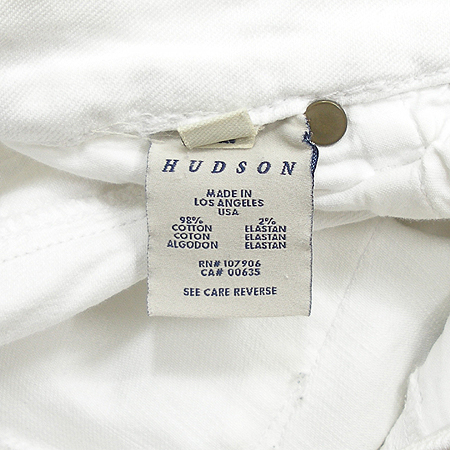 HUDSON
MADE IN
LOS ANGELES
USA
98% 2%
COTTON ELASTAN
COTON ELASTAN
ALGODON ELASTAN
RN# 107906
CA# 00635
SEE CARE REVERSE